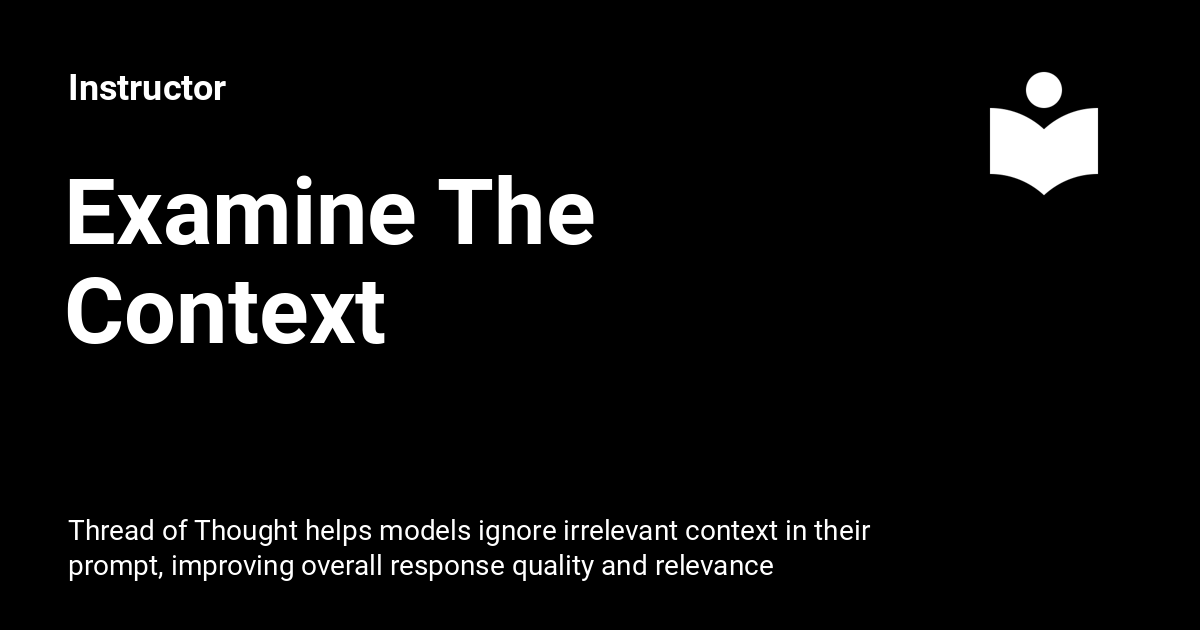 Instructor
Examine The
Context
Thread of Thought helps models ignore irrelevant context in their
prompt, improving overall response quality and relevance